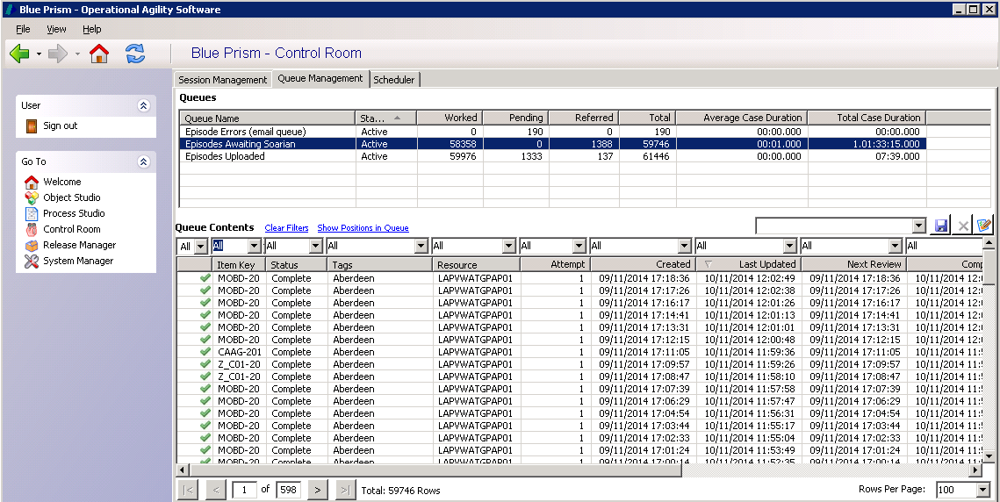 Blue Prism - Operational Agility Software
File View Help
Blue Prism - Control Room
User
Sign out
Go To
Welcome
Object Studio
Process Studio
Control Room
Release Manager
System Manager
Session Management Queue Management Scheduler
Queues
Queue Name Sta... Worked Pending Referred Total Average Case Duration Total Case Duration
Episode Errors (email queue) Active 0 190 0 190 00:00.000 00:00.000
Episodes Awaiting Soarian Active 58358 0 1388 59746 00:01.000 1.01:33:15.000
Episodes Uploaded Active 59976 1333 137 61446 00:00.000 07:39.000
Queue Contents Clear Filters Show Positions in Queue
All All All All All All All All All All
Item Key Status Tags Resource Attempt Created Last Updated Next Review Comp
MOBD-20 Complete Aberdeen LAPVWATGPAP01 1 09/11/2014 17:18:36 10/11/2014 12:02:49 09/11/2014 17:18:36 10/11/2014 12:0
MOBD-20 Complete Aberdeen LAPVWATGPAP01 1 09/11/2014 17:17:26 10/11/2014 12:02:38 09/11/2014 17:17:26 10/11/2014 12:0
MOBD-20 Complete Aberdeen LAPVWATGPAP01 1 09/11/2014 17:16:17 10/11/2014 12:01:26 09/11/2014 17:16:17 10/11/2014 12:0
MOBD-20 Complete Aberdeen LAPVWATGPAP01 1 09/11/2014 17:14:41 10/11/2014 12:01:13 09/11/2014 17:14:41 10/11/2014 12:0
MOBD-20 Complete Aberdeen LAPVWATGPAP01 1 09/11/2014 17:13:31 10/11/2014 12:01:01 09/11/2014 17:13:31 10/11/2014 12:0
MOBD-20 Complete Aberdeen LAPVWATGPAP01 1 09/11/2014 17:12:15 10/11/2014 12:00:48 09/11/2014 17:12:15 10/11/2014 12:0
CAAG-201 Complete Aberdeen LAPVWATGPAP01 1 09/11/2014 17:11:05 10/11/2014 11:59:36 09/11/2014 17:11:05 10/11/2014 11:5
Z_C01-20 Complete Aberdeen LAPVWATGPAP01 1 09/11/2014 17:09:57 10/11/2014 11:59:26 09/11/2014 17:09:57 10/11/2014 11:5
Z_C01-20 Complete Aberdeen LAPVWATGPAP01 1 09/11/2014 17:08:47 10/11/2014 11:58:10 09/11/2014 17:08:47 10/11/2014 11:5
MOBD-20 Complete Aberdeen LAPVWATGPAP01 1 09/11/2014 17:07:39 10/11/2014 11:57:58 09/11/2014 17:07:39 10/11/2014 11:5
MOBD-20 Complete Aberdeen LAPVWATGPAP01 1 09/11/2014 17:06:29 10/11/2014 11:57:47 09/11/2014 17:06:29 10/11/2014 11:5
MOBD-20 Complete Aberdeen LAPVWATGPAP01 1 09/11/2014 17:04:54 10/11/2014 11:56:31 09/11/2014 17:04:54 10/11/2014 11:5
MOBD-20 Complete Aberdeen LAPVWATGPAP01 1 09/11/2014 17:03:44 10/11/2014 11:55:17 09/11/2014 17:03:44 10/11/2014 11:5
MOBD-20 Complete Aberdeen LAPVWATGPAP01 1 09/11/2014 17:02:33 10/11/2014 11:55:04 09/11/2014 17:02:33 10/11/2014 11:5
MOBD-20 Complete Aberdeen LAPVWATGPAP01 1 09/11/2014 17:01:24 10/11/2014 11:53:49 09/11/2014 17:01:24 10/11/2014 11:5
MOBD-20 Complete Aberdeen LAPVWATGPAP01 1 09/11/2014 17:00:14 10/11/2014 11:52:35 09/11/2014 17:00:14 10/11/2014 11:5
|< < 1 of 598 > >| Total: 59746 Rows Rows Per Page: 100